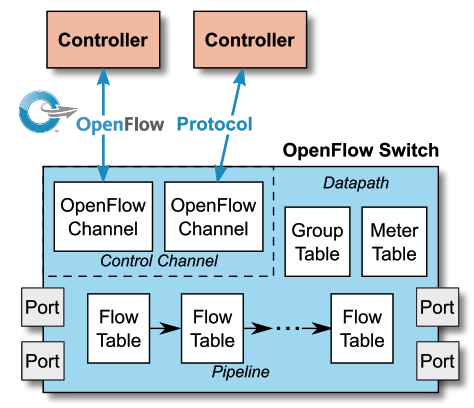 Controller
Controller
OpenFlow Protocol
OpenFlow Switch
Datapath
OpenFlow
Channel
OpenFlow
Channel
Control Channel
Group
Table
Meter
Table
Port
Port
Flow
Table
Flow
Table
...
Flow
Table
Port
Port
Pipeline